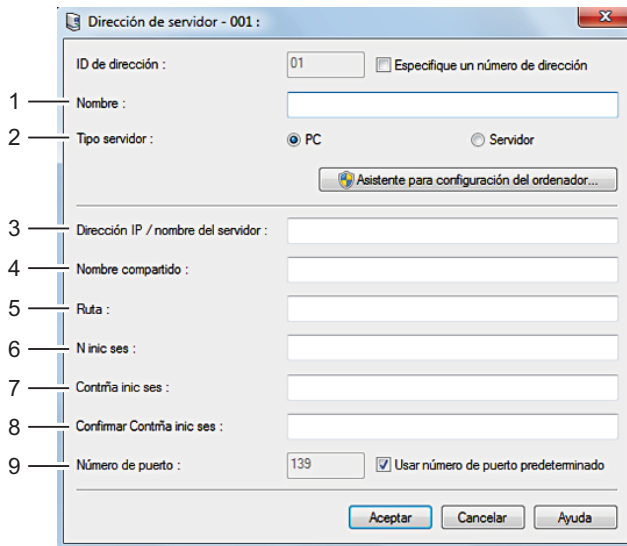 Dirección de servidor - 001 :
ID de dirección : 01 Especifique un número de dirección
1 Nombre :
2 Tipo servidor : PC Servidor
Asistente para configuración del ordenador...
3 Dirección IP / nombre del servidor :
4 Nombre compartido :
5 Ruta :
6 N inic ses :
7 Contrña inic ses :
8 Confirmar Contrña inic ses :
9 Número de puerto : 139 Usar número de puerto predeterminado
Aceptar Cancelar Ayuda